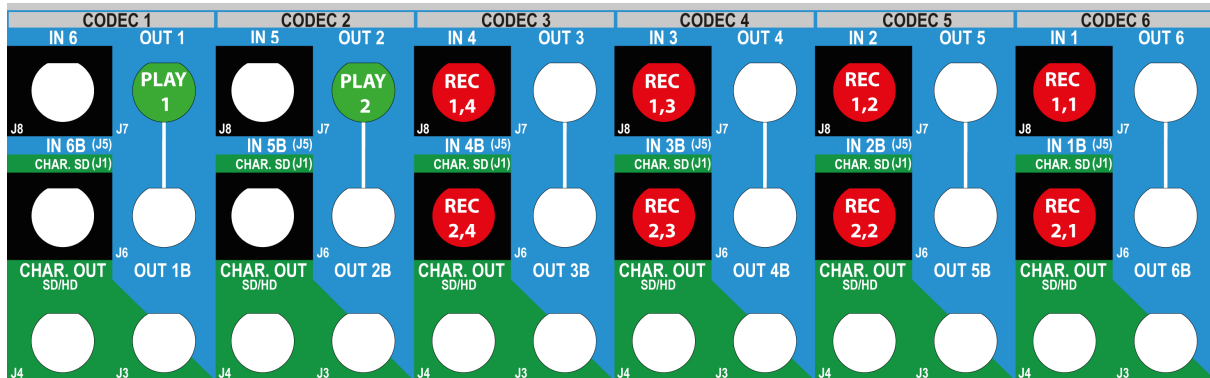 CODEC 1 CODEC 2 CODEC 3 CODEC 4 CODEC 5 CODEC 6
IN 6 OUT 1 IN 5 OUT 2 IN 4 OUT 3 IN 3 OUT 4 IN 2 OUT 5 IN 1 OUT 6
PLAY PLAY REC REC REC REC
1 2 1,4 1,3 1,2 1,1
J8 J7 J8 J7 J8 J7 J8 J7 J8 J7 J8 J7
IN 6B (J5) IN 5B (J5) IN 4B (J5) IN 3B (J5) IN 2B (J5) IN 1B (J5)
CHAR. SD (J1) CHAR. SD (J1) CHAR. SD (J1) CHAR. SD (J1) CHAR. SD (J1) CHAR. SD (J1)
REC REC REC REC
2,4 2,3 2,2 2,1
J6 J6 J6 J6 J6 J6
CHAR. OUT OUT 1B CHAR. OUT OUT 2B CHAR. OUT OUT 3B CHAR. OUT OUT 4B CHAR. OUT OUT 5B CHAR. OUT OUT 6B
SD/HD SD/HD SD/HD SD/HD SD/HD SD/HD
J4 J3 J4 J3 J4 J3 J4 J3 J4 J3 J4 J3